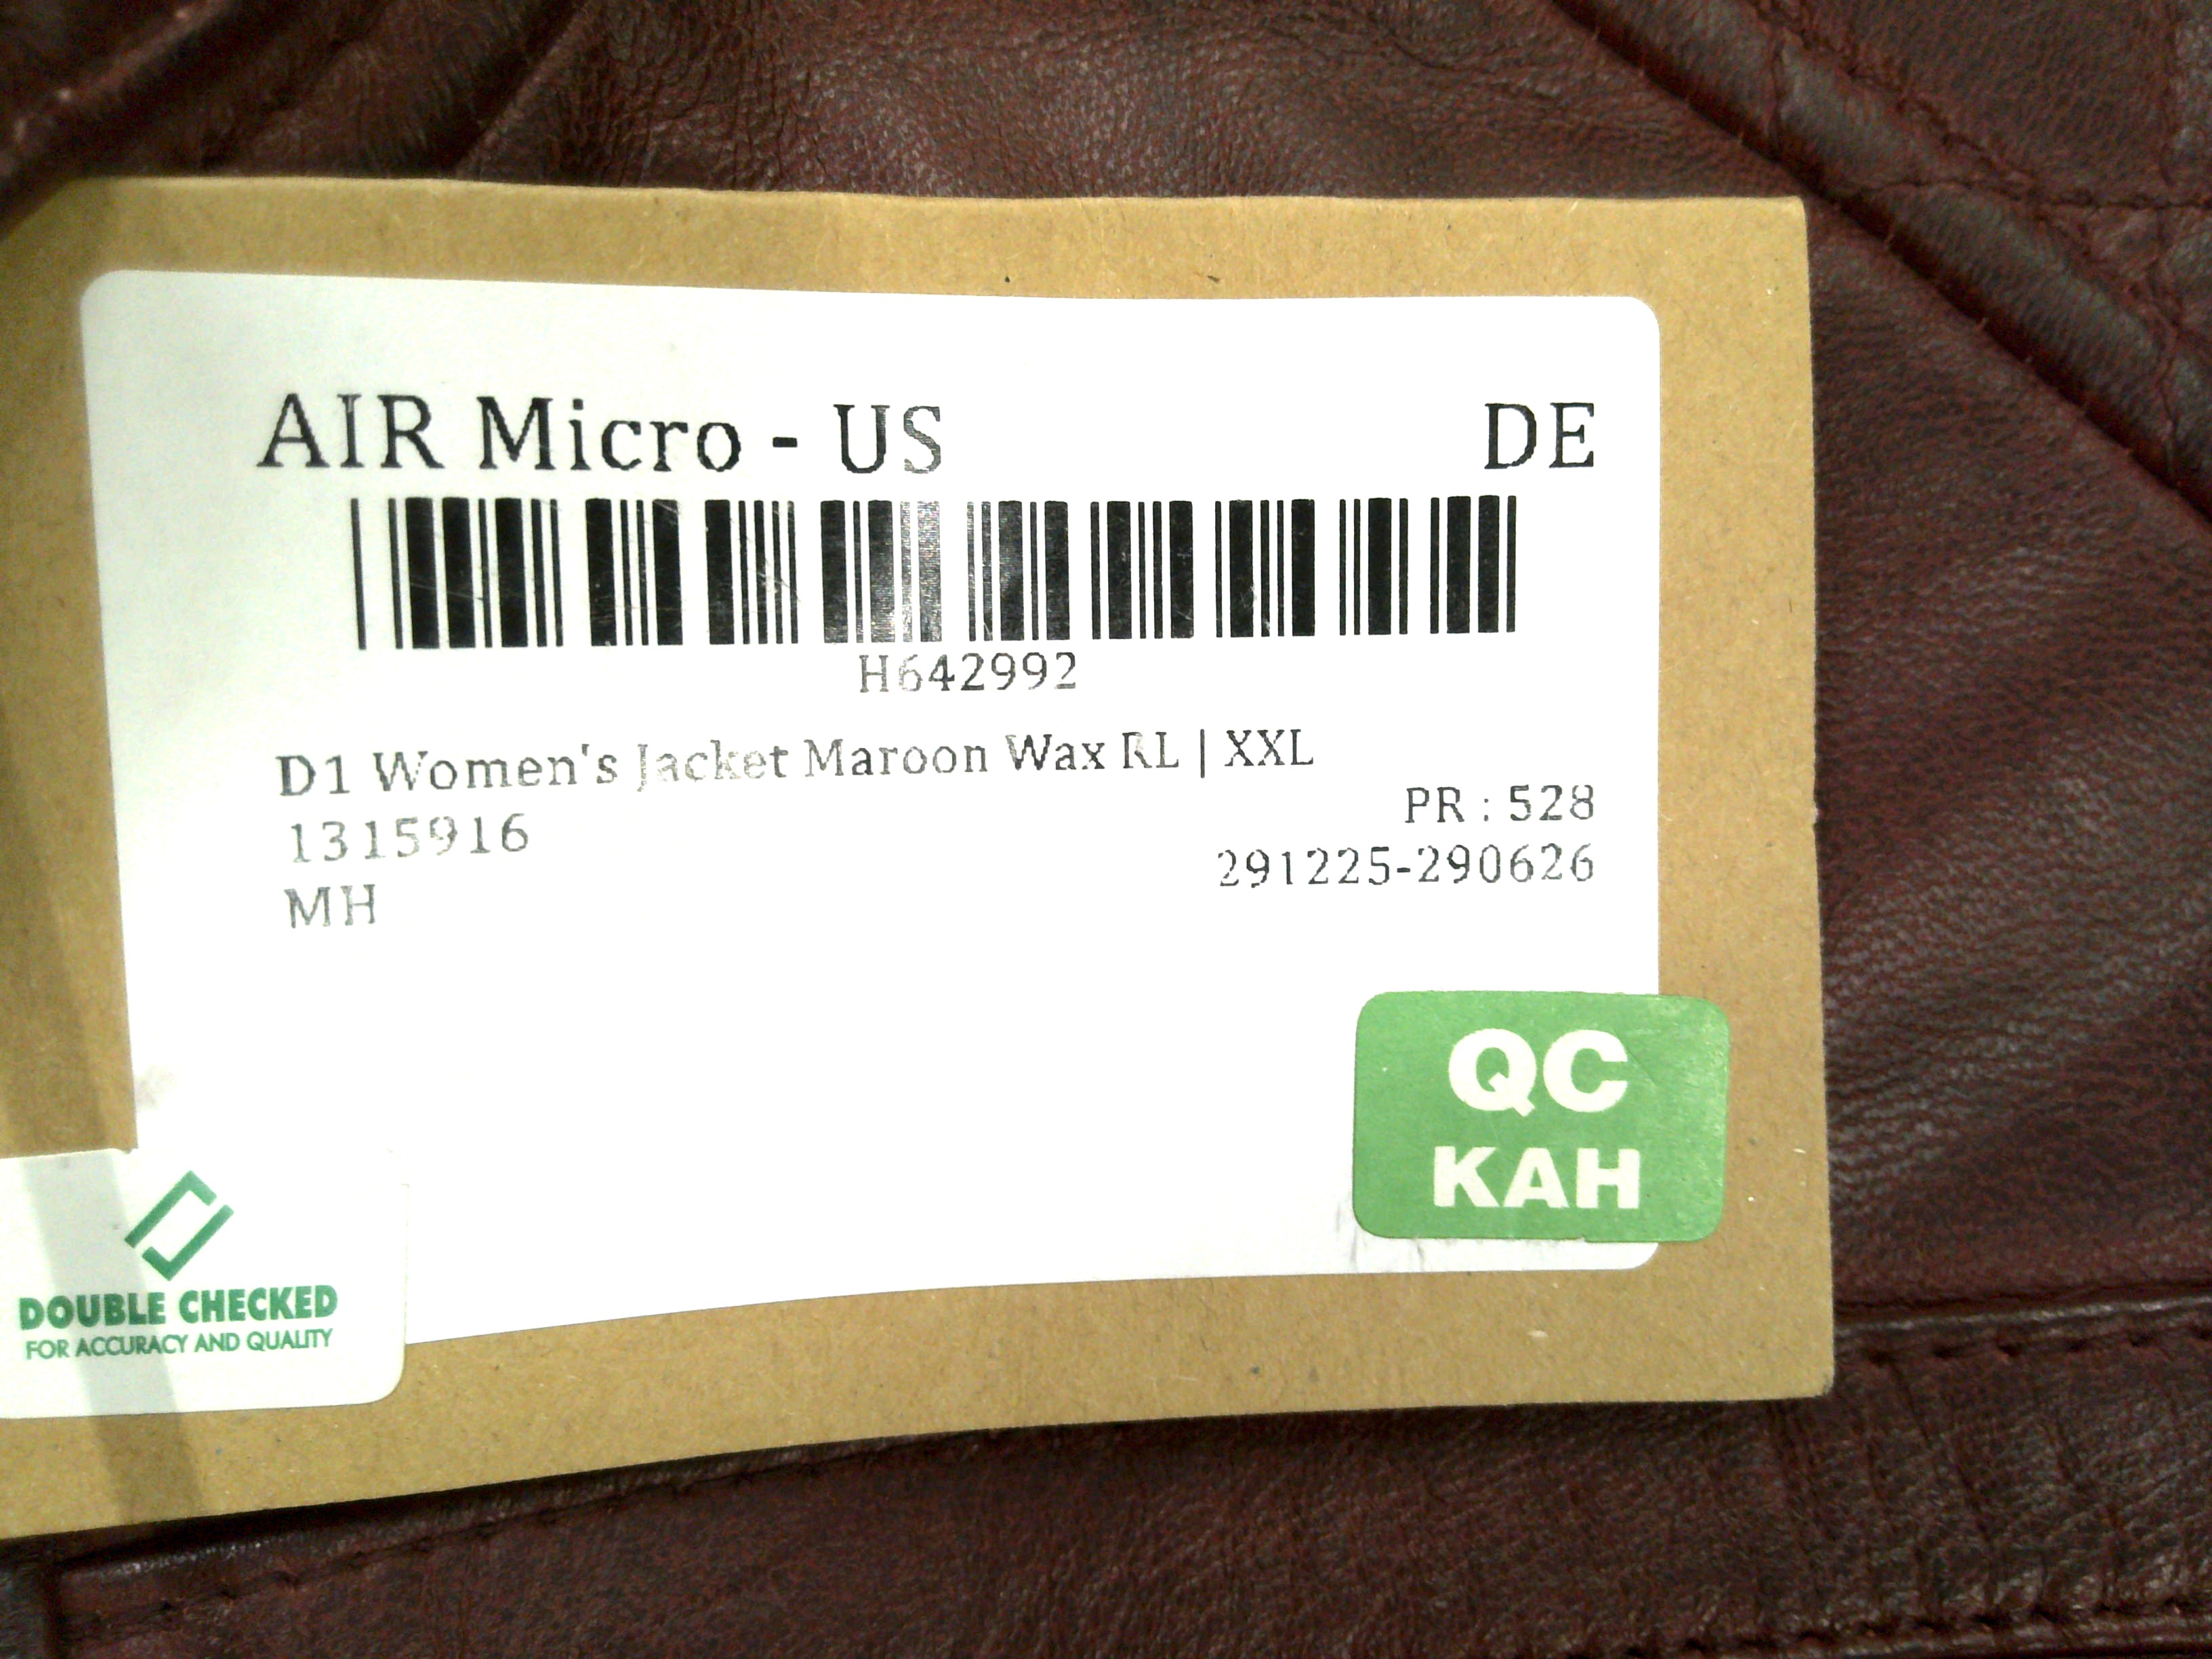 AIR Micro - US DE
H642992
D1 Women's Jacket Maroon Wax RL | XXL
PR : 528
1315916
291225-290626
MH
QC
KAH
DOUBLE CHECKED
FOR ACCURACY AND QUALITY